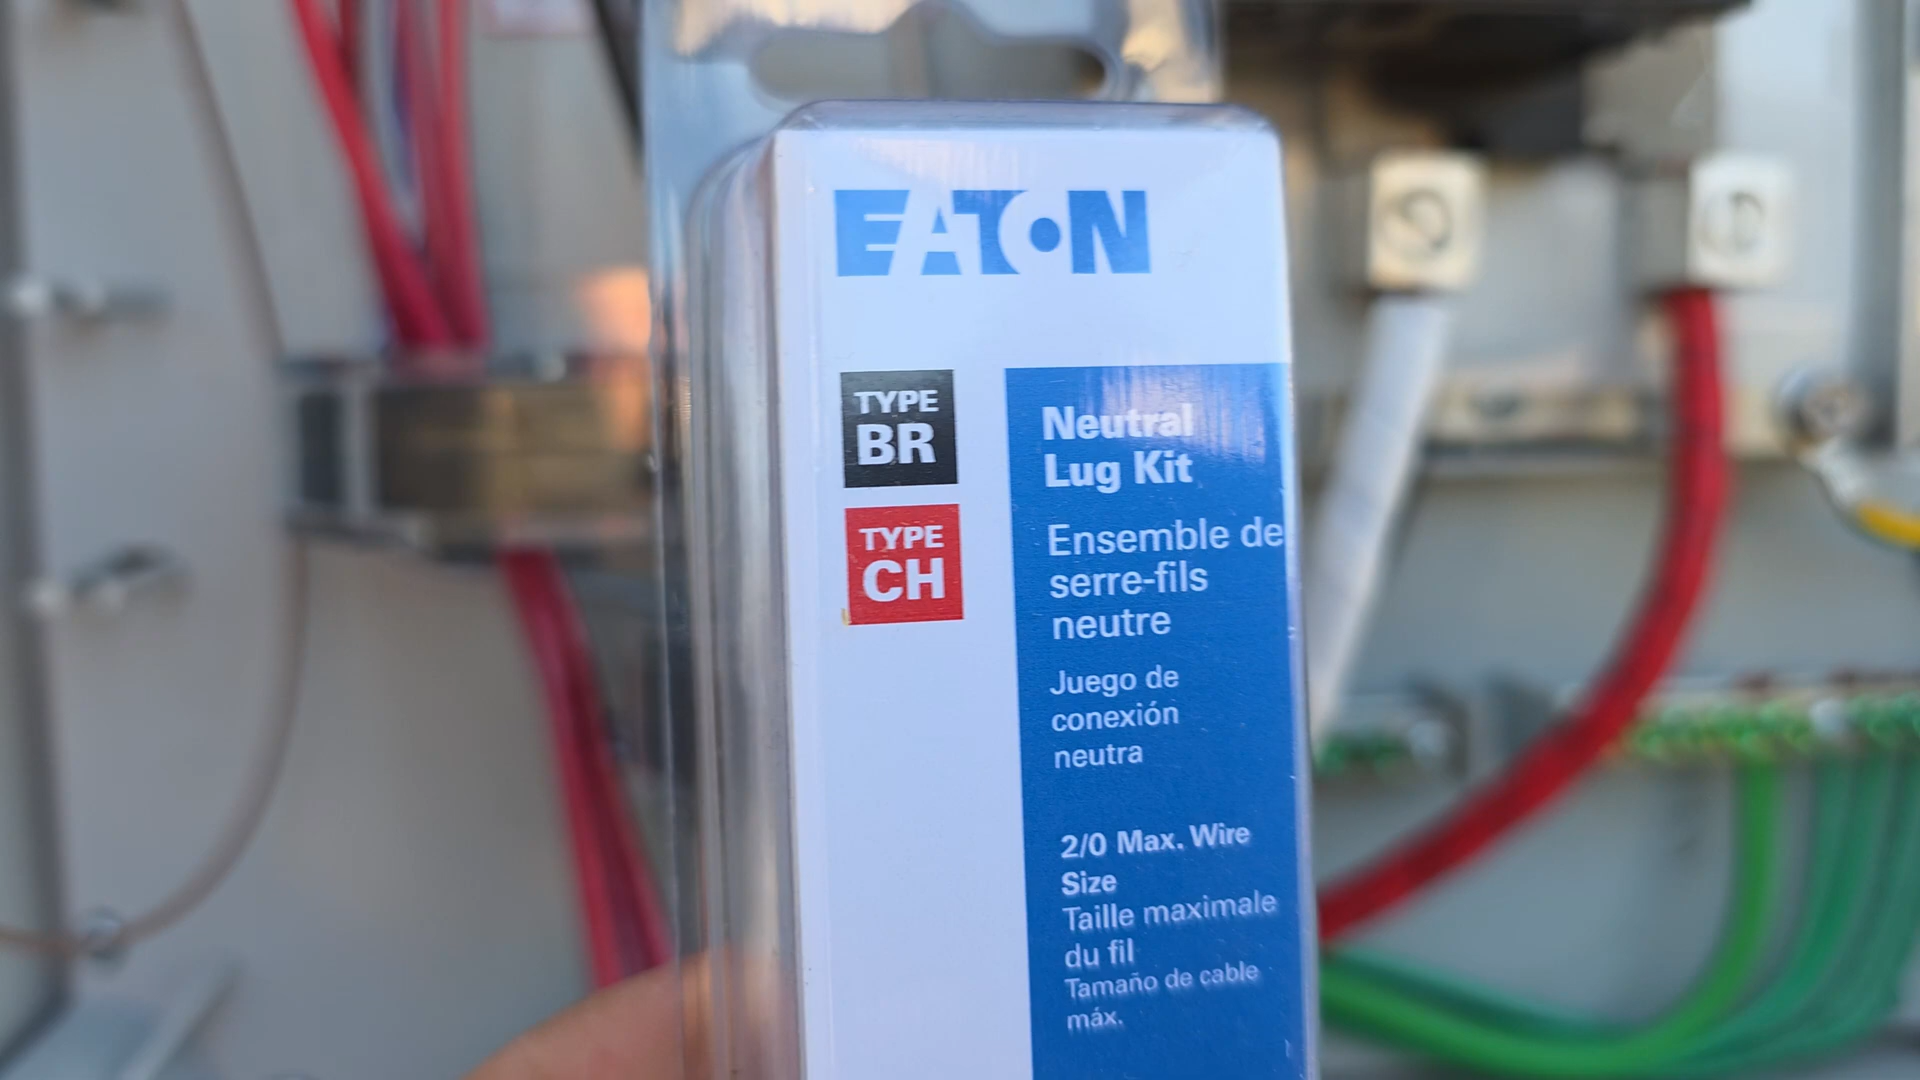 EATON
TYPE
BR
TYPE
CH
Neutral
Lug Kit
Ensemble de
serre-fils
neutre
Juego de
conexión
neutra
2/0 Max. Wire
Size
Taille maximale
du fil
Tamaño de cable
máx.